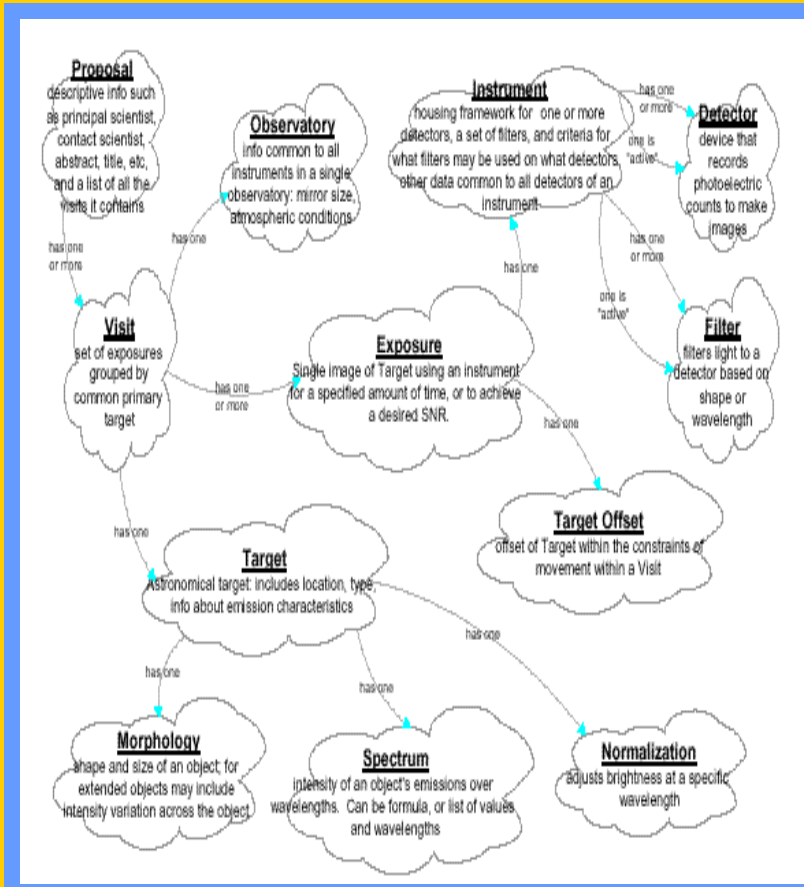 Proposal
descriptive info such
as principal scientist,
contact scientist,
abstract, title, etc,
and a list of all the
visits it contains
Observatory
info common to all
instruments in a single
observatory: mirror size,
atmospheric conditions
Instrument
housing framework for one or more
detectors, a set of filters, and criteria for
what filters may be used on what detectors,
other data common to all detectors of an
instrument
has one
or more
one is
"active"
Detector
device that
records
photoelectric
counts to make
images
has one
or more
has one
has one
has one
or more
one is
"active"
Visit
set of exposures
grouped by
common primary
target
has one
or more
Exposure
Single image of Target using an instrument
for a specified amount of time, or to achieve
a desired SNR.
Filter
filters light to a
detector based on
shape or
wavelength
has one
has one
Target Offset
offset of Target within the constraints of
movement within a Visit
Target
Astronomical target: includes location, type,
info about emission characteristics
has one
has one
has one
Morphology
shape and size of an object; for
extended objects may include
intensity variation across the object
Spectrum
intensity of an object's emissions over
wavelengths. Can be formula, or list of values
and wavelengths
Normalization
adjusts brightness at a specific
wavelength